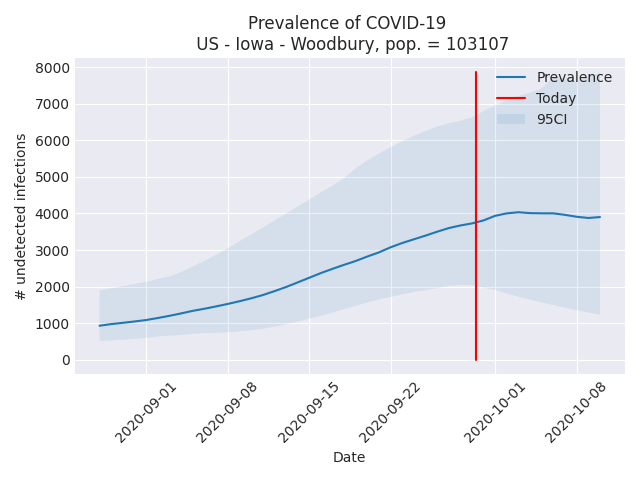 Prevalence of COVID-19
US - Iowa - Woodbury, pop. = 103107
# undetected infections
8000
7000
6000
5000
4000
3000
2000
1000
0
Prevalence
Today
95CI
2020-09-01
2020-09-08
2020-09-15
2020-09-22
2020-10-01
2020-10-08
Date